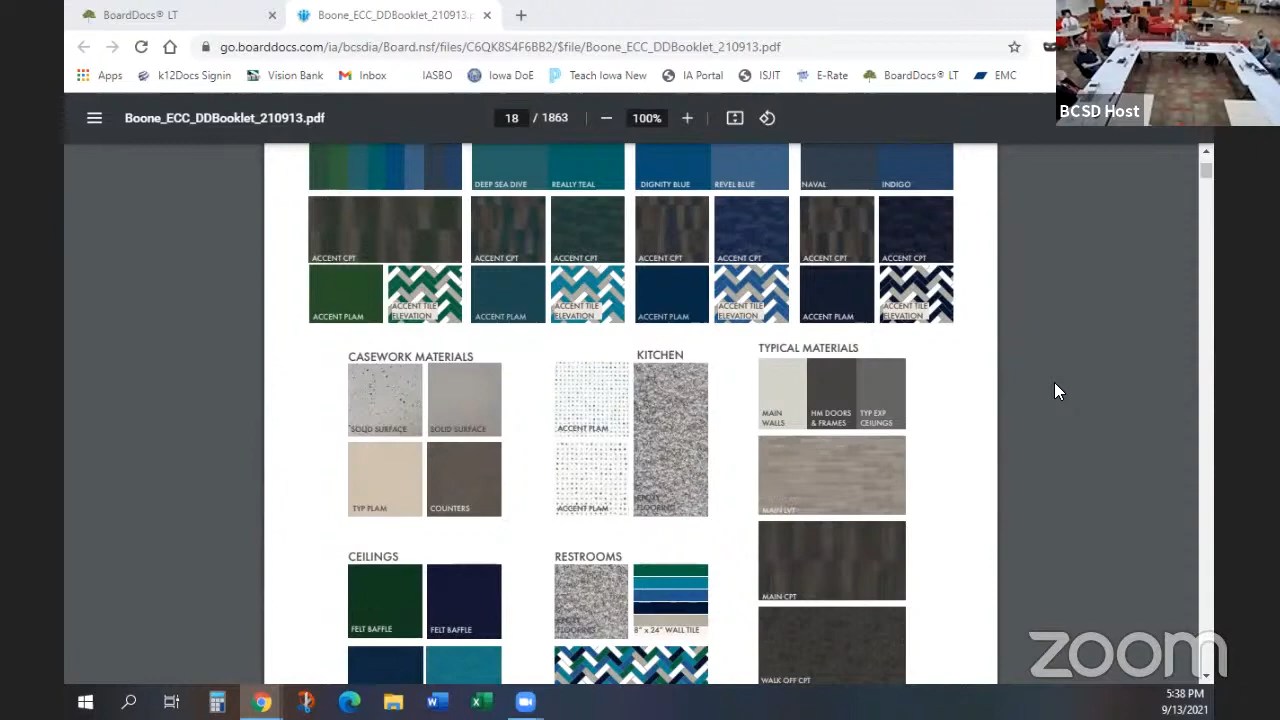 BoardDocs® LT
Boone_ECC_DDBooklet_210913.p
go.boarddocs.com/ia/bcsdia/Board.nsf/files/C6QK8S4F6BB2/$file/Boone_ECC_DDBooklet_210913.pdf
Apps k12Docs Signin Vision Bank Inbox IASBO Iowa DoE Teach Iowa New IA Portal ISJIT E-Rate BoardDocs® LT EMC
BCSD Host
Boone_ECC_DDBooklet_210913.pdf
18 / 1863
100%
DEEP SEA DIVE REALLY TEAL DIGNITY BLUE REVEL BLUE NAVAL INDIGO
ACCENT CPT ACCENT CPT ACCENT CPT ACCENT CPT ACCENT CPT ACCENT CPT ACCENT CPT
ACCENT PLAM ACCENT TILE ELEVATION ACCENT PLAM ACCENT TILE ELEVATION ACCENT PLAM ACCENT TILE ELEVATION ACCENT PLAM ACCENT TILE ELEVATION
CASEWORK MATERIALS
SOLID SURFACE SOLID SURFACE
TYP PLAM COUNTERS
KITCHEN
ACCENT PLAM
ACCENT PLAM
EPOXY
FLOORING
TYPICAL MATERIALS
MAIN WALLS
HM DOORS & FRAMES
TYP EXP CEILINGS
MAIN LVT
MAIN CPT
WALK OFF CPT
CEILINGS
FELT BAFFLE FELT BAFFLE
RESTROOMS
EPOXY
FLOORING
8" x 24" WALL TILE
zoom
5:38 PM
9/13/2021